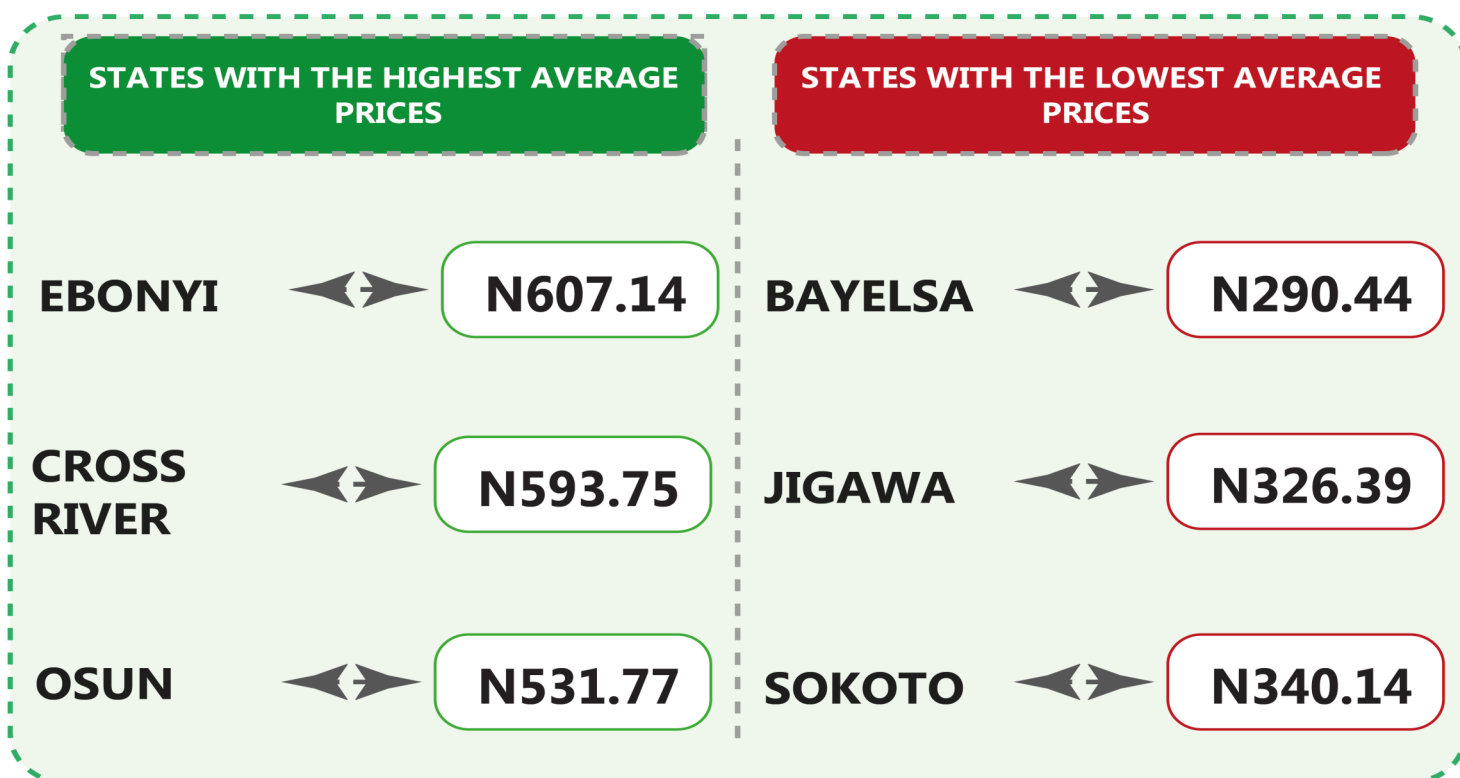 STATES WITH THE HIGHEST AVERAGE
PRICES
EBONYI N607.14
CROSS
RIVER N593.75
OSUN N531.77
STATES WITH THE LOWEST AVERAGE
PRICES
BAYELSA N290.44
JIGAWA N326.39
SOKOTO N340.14